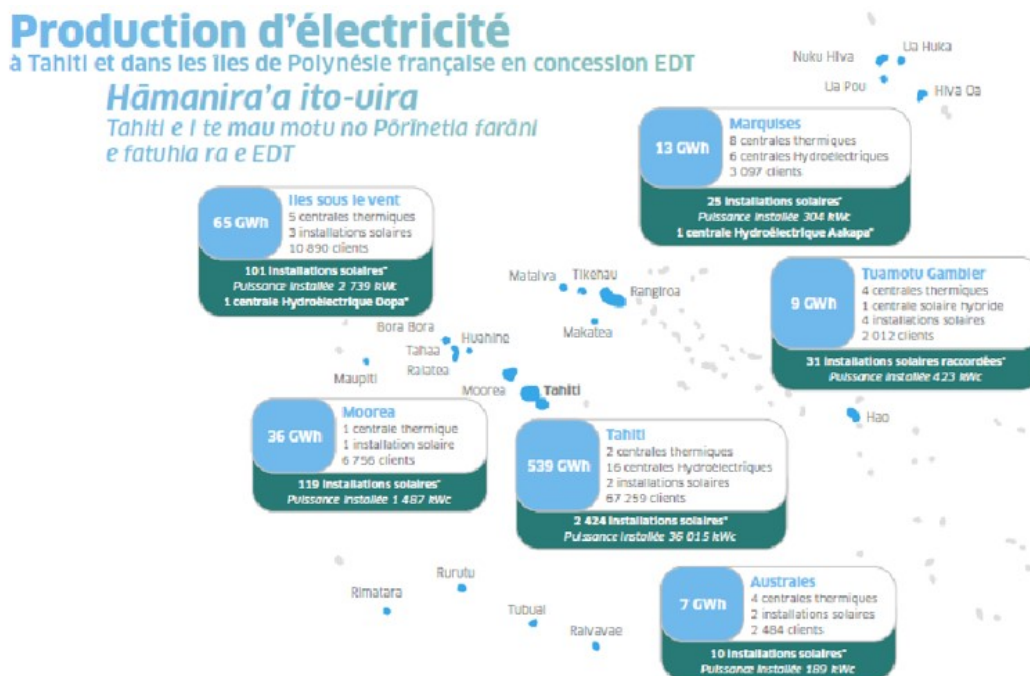 Production d'électricité
à Tahiti et dans les îles de Polynésie française en concession EDT
Hāmanira'a ito-uira
Tahiti e i te mau motu no Pōrīnetia farāni
e fatuhia ra e EDT
Nuku Hiva
Ua Huka
Ua Pou
Hiva Oa
13 GWh
Marquises
8 centrales thermiques
6 centrales Hydroélectriques
3 097 clients
25 installations solaires*
Puissance installée 304 kWc
1 centrale Hydroélectrique Aakapa*
65 GWh
Iles sous le vent
5 centrales thermiques
3 installations solaires
10 890 clients
101 installations solaires*
Puissance installée 2 739 kWc
1 centrale Hydroélectrique Oopa*
Mataiva
Tikehau
Rangiroa
Makatea
9 GWh
Tuamotu Gambier
4 centrales thermiques
1 centrale solaire hybride
4 installations solaires
2 012 clients
31 installations solaires raccordées*
Puissance installée 423 kWc
Bora Bora
Huahine
Tahaa
Raiatea
Maupiti
Moorea
Tahiti
Hao
36 GWh
Moorea
1 centrale thermique
1 installation solaire
6 756 clients
119 installations solaires*
Puissance installée 1 487 kWc
539 GWh
Tahiti
2 centrales thermiques
16 centrales Hydroélectriques
2 installations solaires
67 259 clients
2 424 installations solaires*
Puissance installée 36 015 kWc
Rurutu
Rimatara
Tubuai
Raivavae
7 GWh
Australes
4 centrales thermiques
2 installations solaires
2 484 clients
10 installations solaires*
Puissance installée 189 kWc